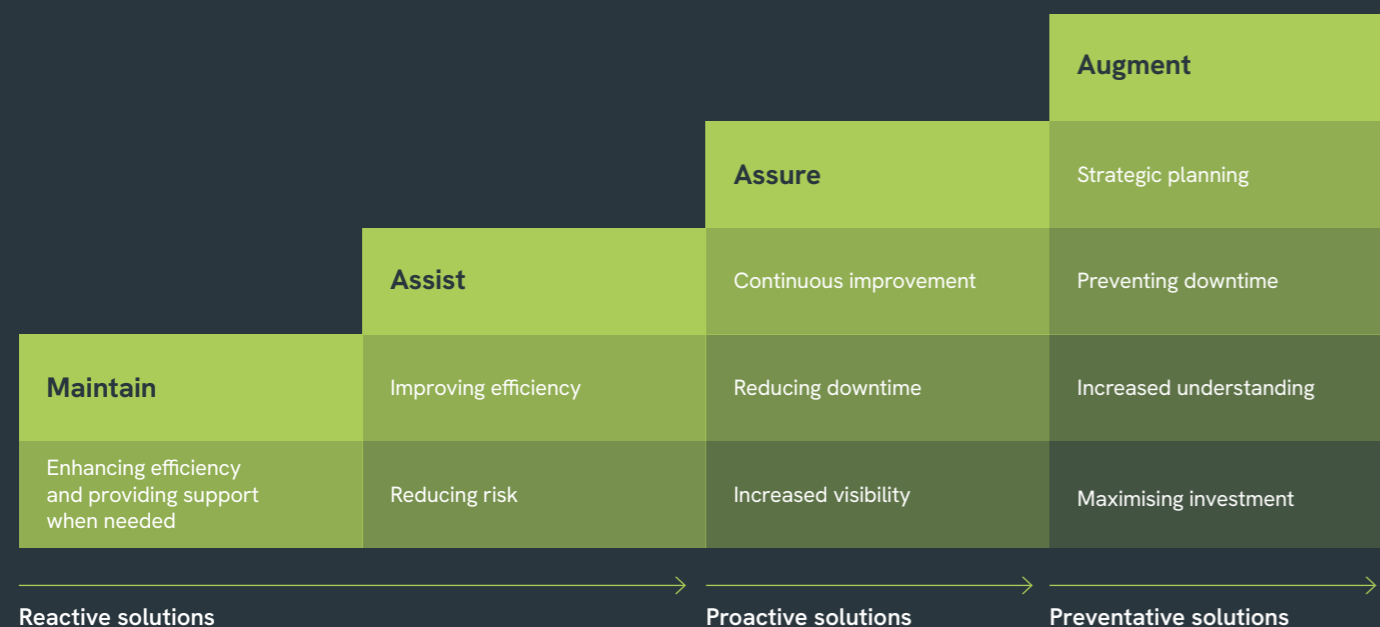 Augment
Assure
Strategic planning
Assist
Continuous improvement
Preventing downtime
Maintain
Improving efficiency
Reducing downtime
Increased understanding
Enhancing efficiency
and providing support
when needed
Reducing risk
Increased visibility
Maximising investment
Reactive solutions
Proactive solutions
Preventative solutions